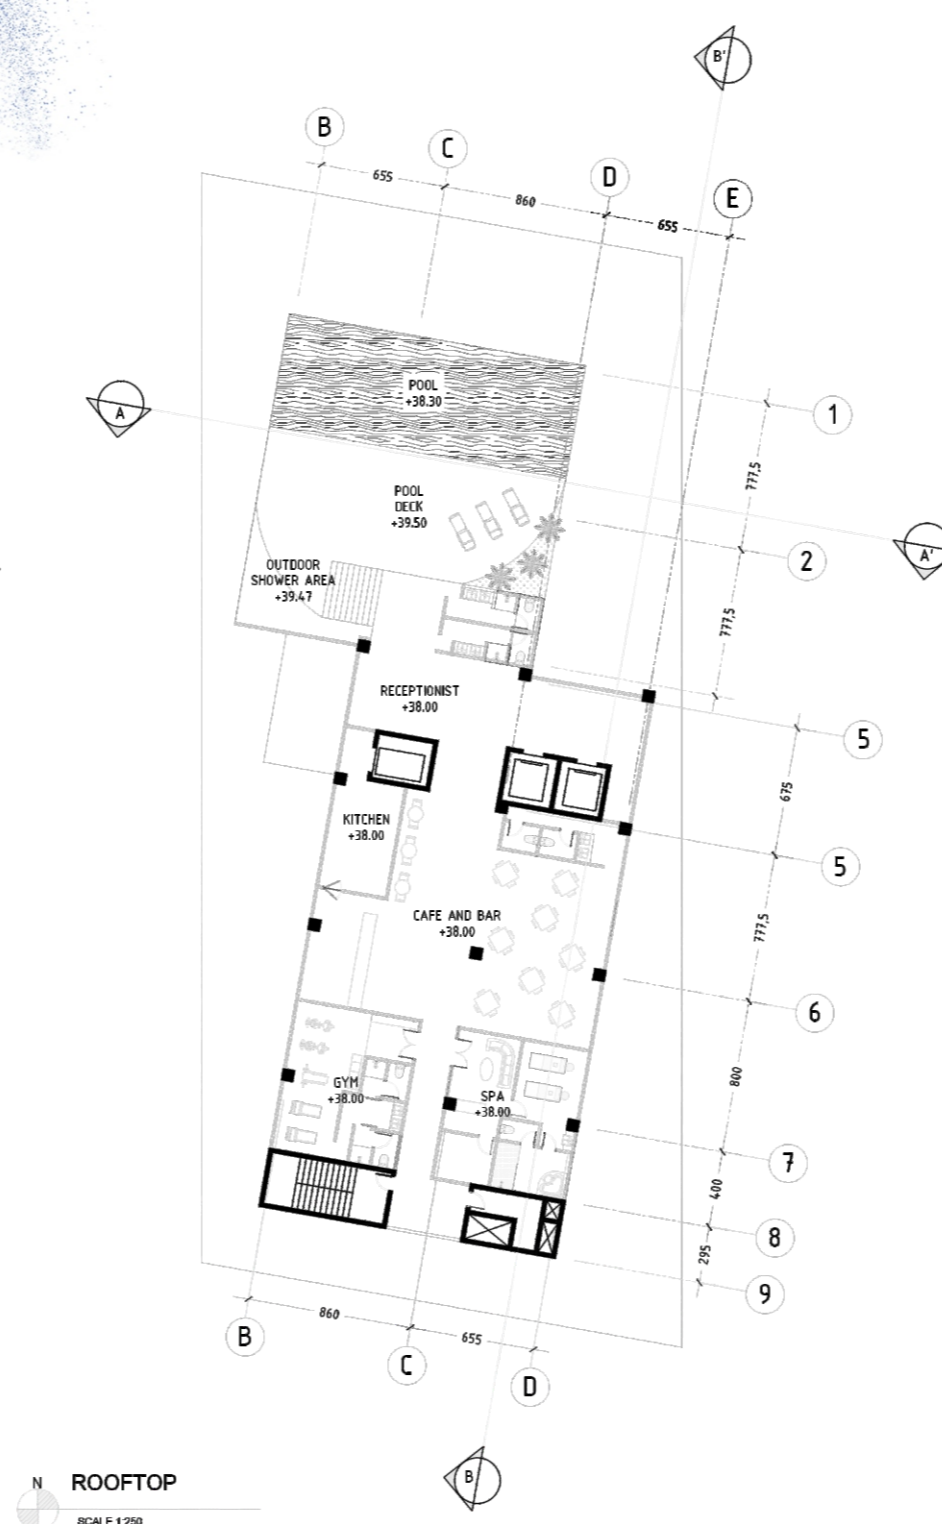 B'
B
C
D
E
655
860
655
POOL
+38.30
A
1
777,5
POOL
DECK
+39.50
A'
2
OUTDOOR
SHOWER AREA
+39.47
777,5
RECEPTIONIST
+38.00
5
675
KITCHEN
+38.00
5
CAFE AND BAR
+38.00
777,5
6
GYM
+38.00
SPA
+38.00
800
7
400
8
295
9
B
860
C
655
D
B
N
ROOFTOP
SCALE 1:250